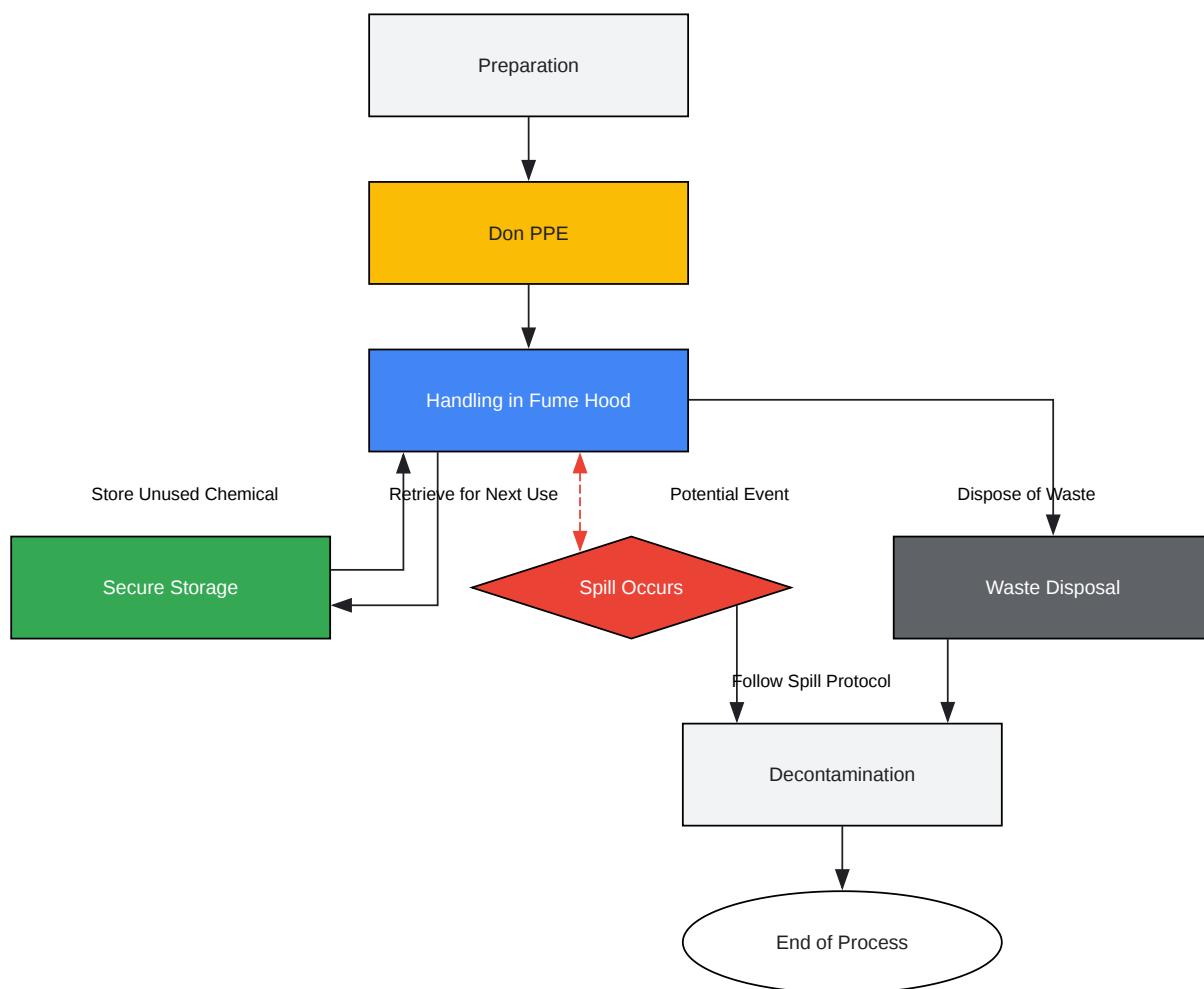 Preparation
Don PPE
Handling in Fume Hood
Store Unused Chemical
Retrieve for Next Use
Potential Event
Dispose of Waste
Secure Storage
Spill Occurs
Waste Disposal
Follow Spill Protocol
Decontamination
End of Process